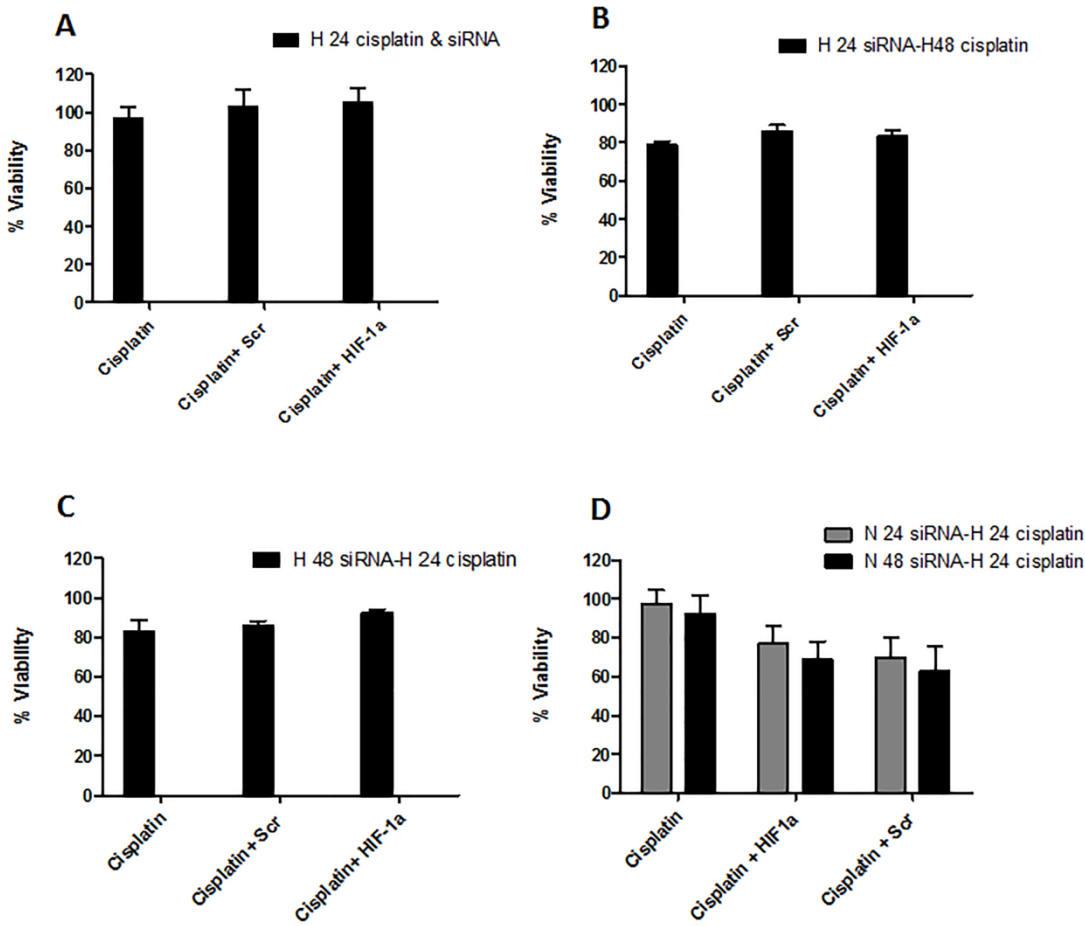 A
H 24 cisplatin & siRNA
120
100
80
60
40
20
0
% Viability
Cisplatin
Cisplatin+ Scr
Cisplatin+ HIF-1a
B
H 24 siRNA-H48 cisplatin
120
100
80
60
40
20
0
% Viability
Cisplatin
Cisplatin+ Scr
Cisplatin+ HIF-1a
C
H 48 siRNA-H 24 cisplatin
120
100
80
60
40
20
0
% Viability
Cisplatin
Cisplatin+ Scr
Cisplatin+ HIF-1a
D
N 24 siRNA-H 24 cisplatin
N 48 siRNA-H 24 cisplatin
120
100
80
60
40
20
0
% Viability
Cisplatin
Cisplatin + HIF1a
Cisplatin + Scr